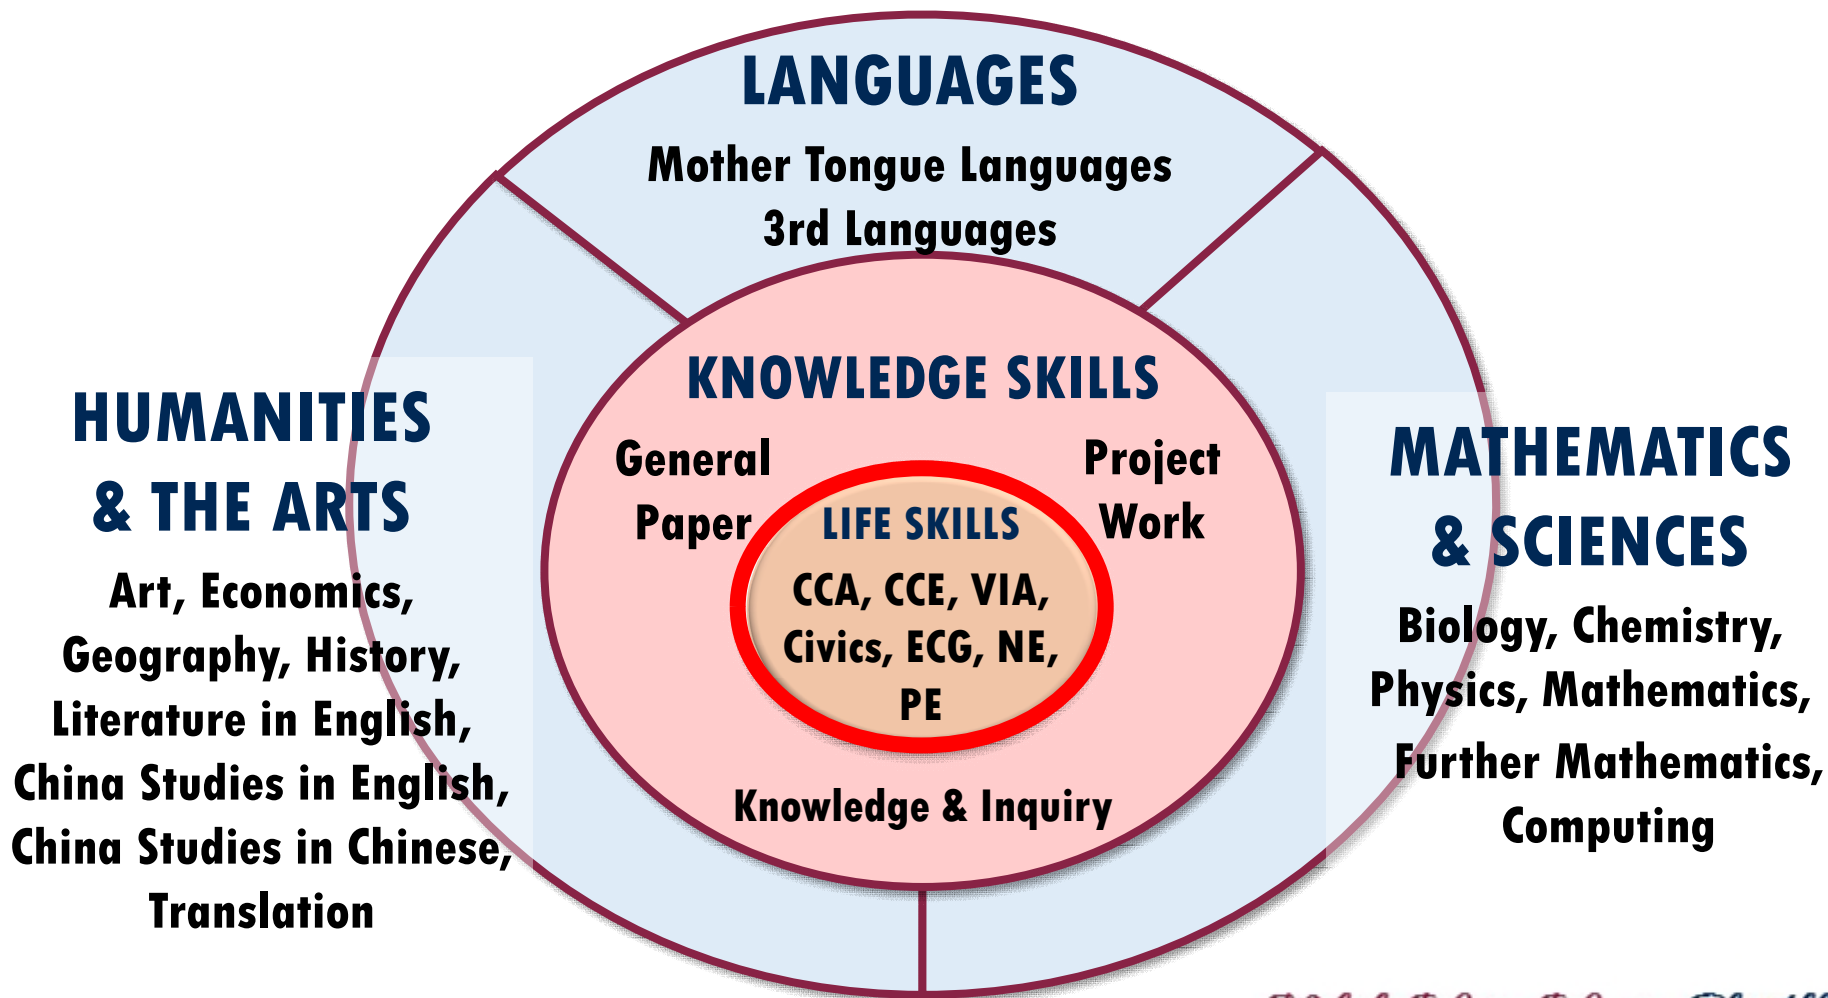 LANGUAGES
Mother Tongue Languages
3rd Languages
KNOWLEDGE SKILLS
General
Paper
Project
Work
LIFE SKILLS
CCA, CCE, VIA,
Civics, ECG, NE,
PE
Knowledge & Inquiry
HUMANITIES
& THE ARTS
Art, Economics,
Geography, History,
Literature in English,
China Studies in English,
China Studies in Chinese,
Translation
MATHEMATICS
& SCIENCES
Biology, Chemistry,
Physics, Mathematics,
Further Mathematics,
Computing